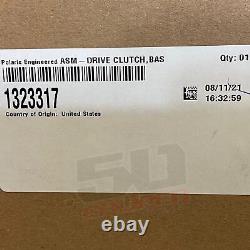 Polaris Engineered ASM - DRIVE CLUTCH,BAS Qty: 01
1323317
08/11/21
16:32:59
Country of Origin: United States